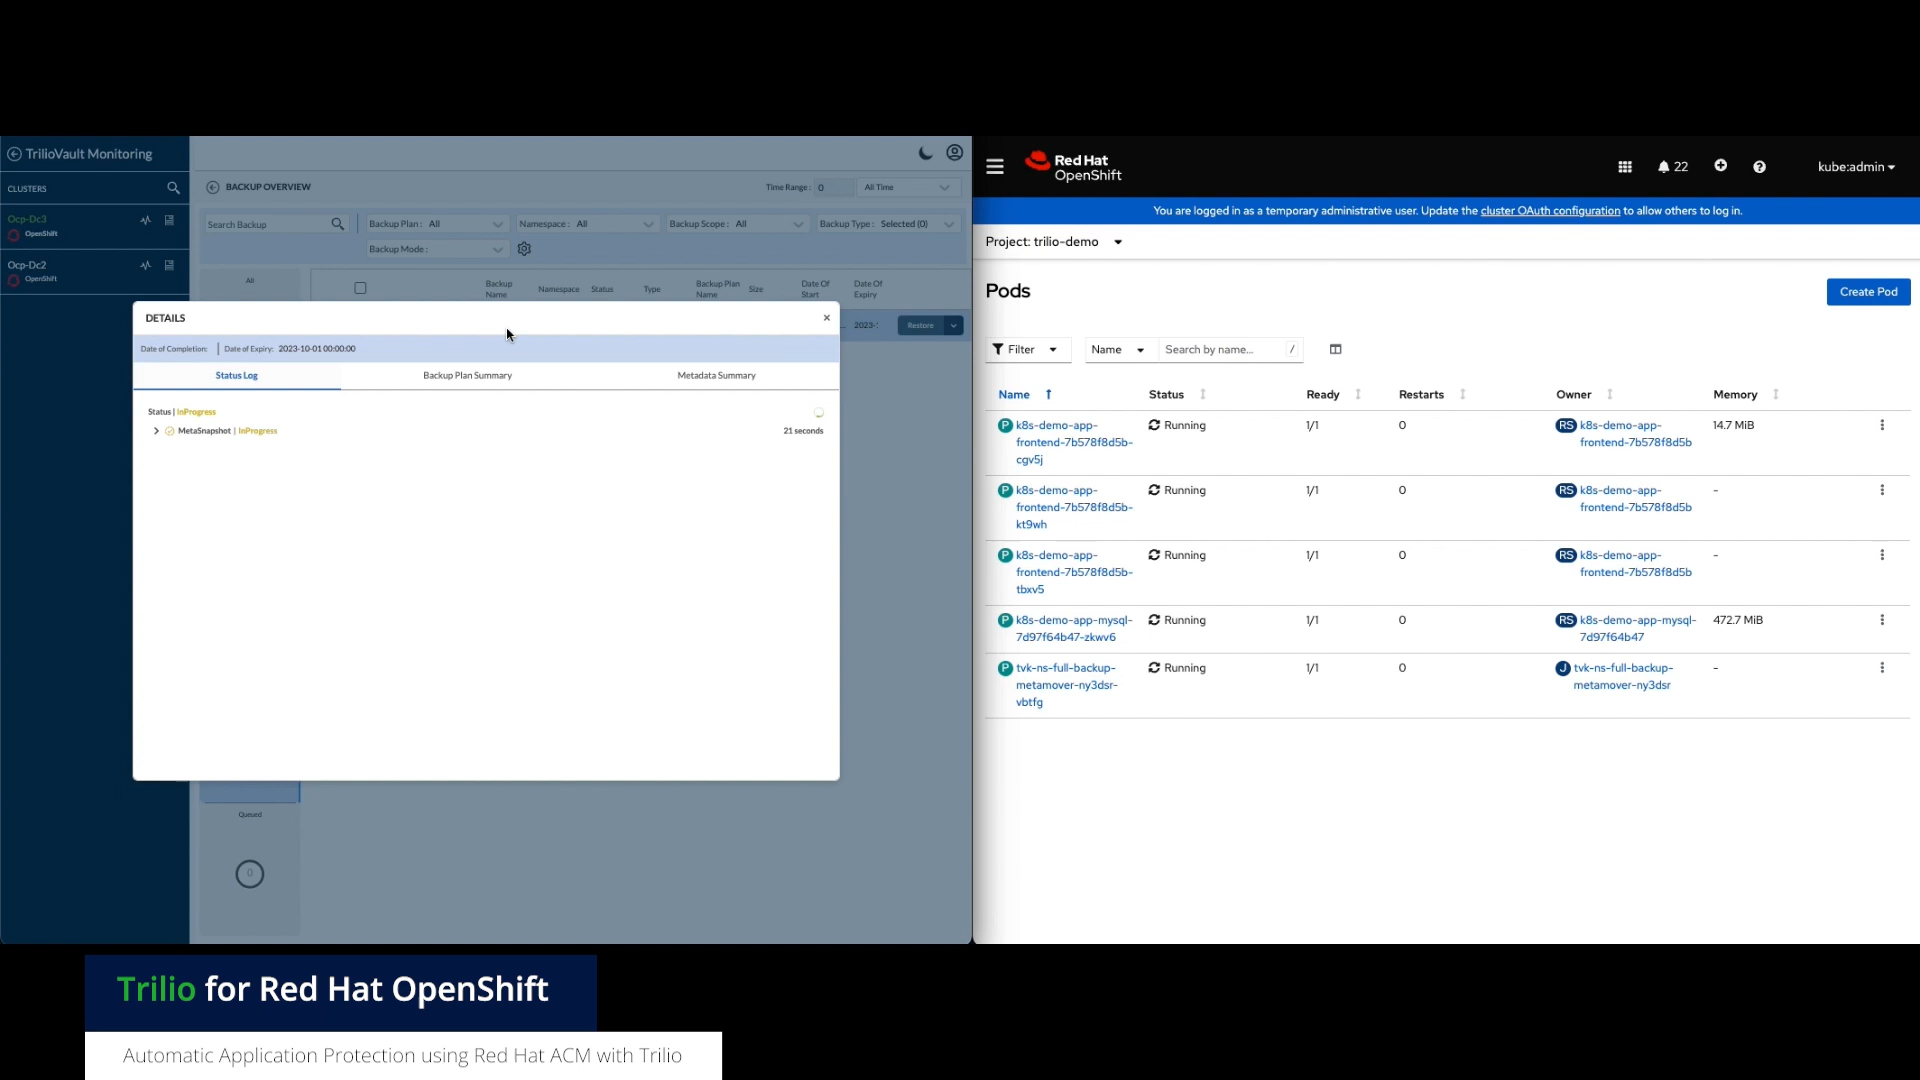 TrilioVault Monitoring
CLUSTERS
Ocp-Dc3
OpenShift
Ocp-Dc2
OpenShift
BACKUP OVERVIEW
Time Range : 0 All Time
Search Backup
Backup Plan : All
Namespace : All
Backup Scope : All
Backup Type : Selected (0)
Backup Mode :
All
Backup Name
Namespace
Status
Type
Backup Plan Name
Size
Date Of Start
Date Of Expiry
2023-
Restore
DETAILS
×
Date of Completion: | Date of Expiry: 2023-10-01 00:00:00
Status Log
Backup Plan Summary
Metadata Summary
Status | InProgress
MetaSnapshot | InProgress
21 seconds
Queued
0
Red Hat
OpenShift
22
kube:admin
You are logged in as a temporary administrative user. Update the cluster OAuth configuration to allow others to log in.
Project: trilio-demo
Pods
Create Pod
Filter
Name
Search by name...
/
Name Status Ready Restarts Owner Memory
P k8s-demo-app- Running 1/1 0 RS k8s-demo-app- 14.7 MiB
frontend-7b578f8d5b- frontend-7b578f8d5b
cgv5j
P k8s-demo-app- Running 1/1 0 RS k8s-demo-app- -
frontend-7b578f8d5b- frontend-7b578f8d5b
kt9wh
P k8s-demo-app- Running 1/1 0 RS k8s-demo-app- -
frontend-7b578f8d5b- frontend-7b578f8d5b
tbxv5
P k8s-demo-app-mysql- Running 1/1 0 RS k8s-demo-app-mysql- 472.7 MiB
7d97f64b47-zkwv6 7d97f64b47
P tvk-ns-full-backup- Running 1/1 0 J tvk-ns-full-backup- -
metamover-ny3dsr- metamover-ny3dsr
vbtfg
Trilio for Red Hat OpenShift
Automatic Application Protection using Red Hat ACM with Trilio